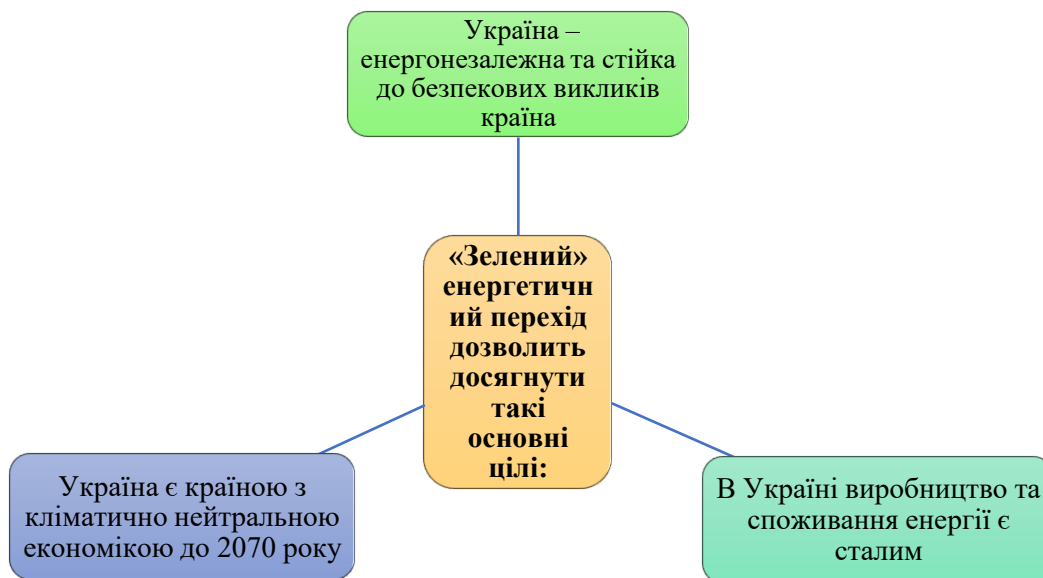 Україна –
енергонезалежна та стійка
до безпекових викликів
країна
«Зелений»
енергетичн
ий перехід
дозволить
досягнути
такі
основні
цілі:
Україна є країною з
кліматично нейтральною
економікою до 2070 року
В Україні виробництво та
споживання енергії є
сталим